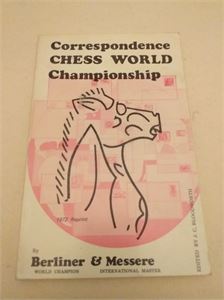 Correspondence
CHESS WORLD
Championship
1972 Reprint
By
Berliner & Messere
WORLD CHAMPION INTERNATIONAL MASTER